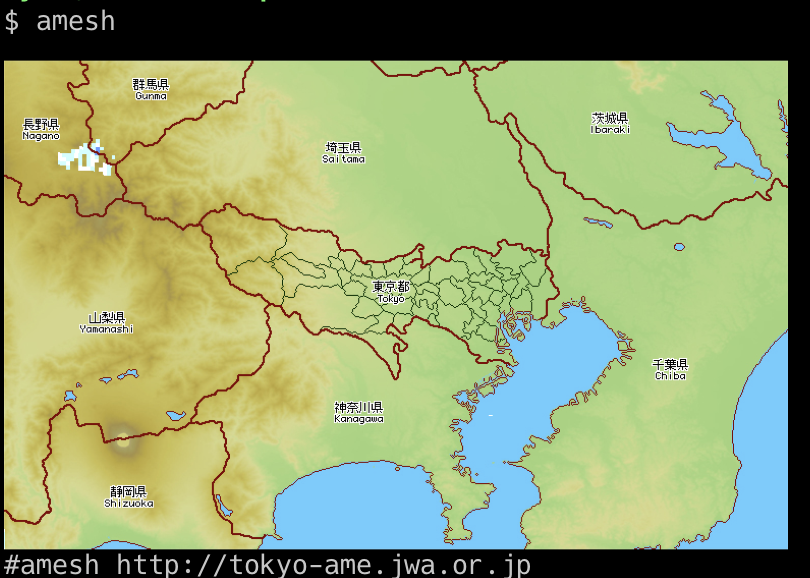 $ amesh
群馬県
Gunma
長野県
Nagano
茨城県
Ibaraki
埼玉県
Saitama
東京都
Tokyo
山梨県
Yamanashi
千葉県
Chiba
神奈川県
Kanagawa
静岡県
Shizuoka
#amesh http://tokyo-ame.jwa.or.jp